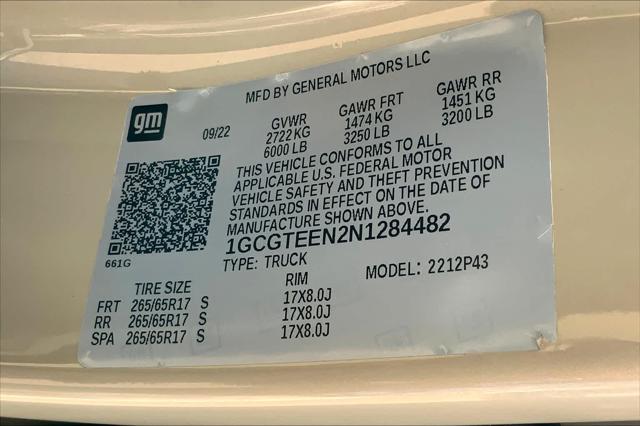 MFD BY GENERAL MOTORS LLC
gm
09/22
GVWR GAWR FRT GAWR RR
2722 KG 1474 KG 1451 KG
6000 LB 3250 LB 3200 LB
THIS VEHICLE CONFORMS TO ALL
APPLICABLE U.S. FEDERAL MOTOR
VEHICLE SAFETY AND THEFT PREVENTION
STANDARDS IN EFFECT ON THE DATE OF
MANUFACTURE SHOWN ABOVE.
1GCGTEEN2N1284482
661G
TYPE: TRUCK MODEL: 2212P43
TIRE SIZE RIM
FRT 265/65R17 S 17X8.0J
RR 265/65R17 S 17X8.0J
SPA 265/65R17 S 17X8.0J